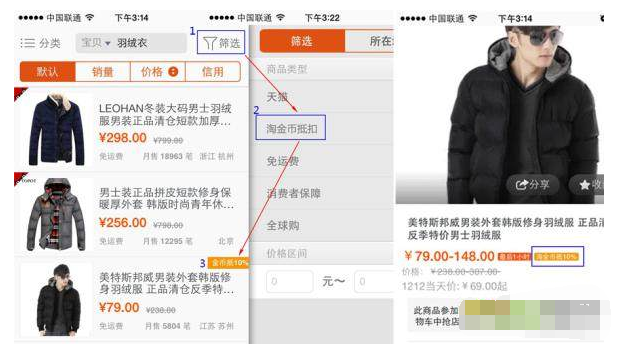 中国联通 下午3:14
分类 宝贝 羽绒衣 筛选
1
默认 销量 价格 信用
LEOHAN冬装大码男士羽绒
服男装正品清仓短款加厚…
¥298.00 ¥799.00
免运费 月售 18963 笔 浙江 杭州
男士装正品拼皮短款修身保
暖厚外套 韩版时尚青年休…
¥256.00 ¥798.00
免运费 月售 12295 笔 北京
3 金币抵10%
美特斯邦威男装外套韩版修
身羽绒服 正品清仓反季特…
¥79.00 ¥238.00
免运费 月售 5804 笔 江苏 苏州
中国联通 下午3:22
筛选 所在
商品类型
天猫
2
淘金币抵扣
免运费
消费者保障
全球购
价格区间
0 元～ 0
中国联通 下午3:14
分享 收
美特斯邦威男装外套韩版修身羽绒服 正品清
反季特价男士羽绒服
¥79.00-148.00 最后1小时 淘金币抵10%
价格: ¥238.00-387.00
1212当天价: ¥69.00起
此商品参加
物车中抢店